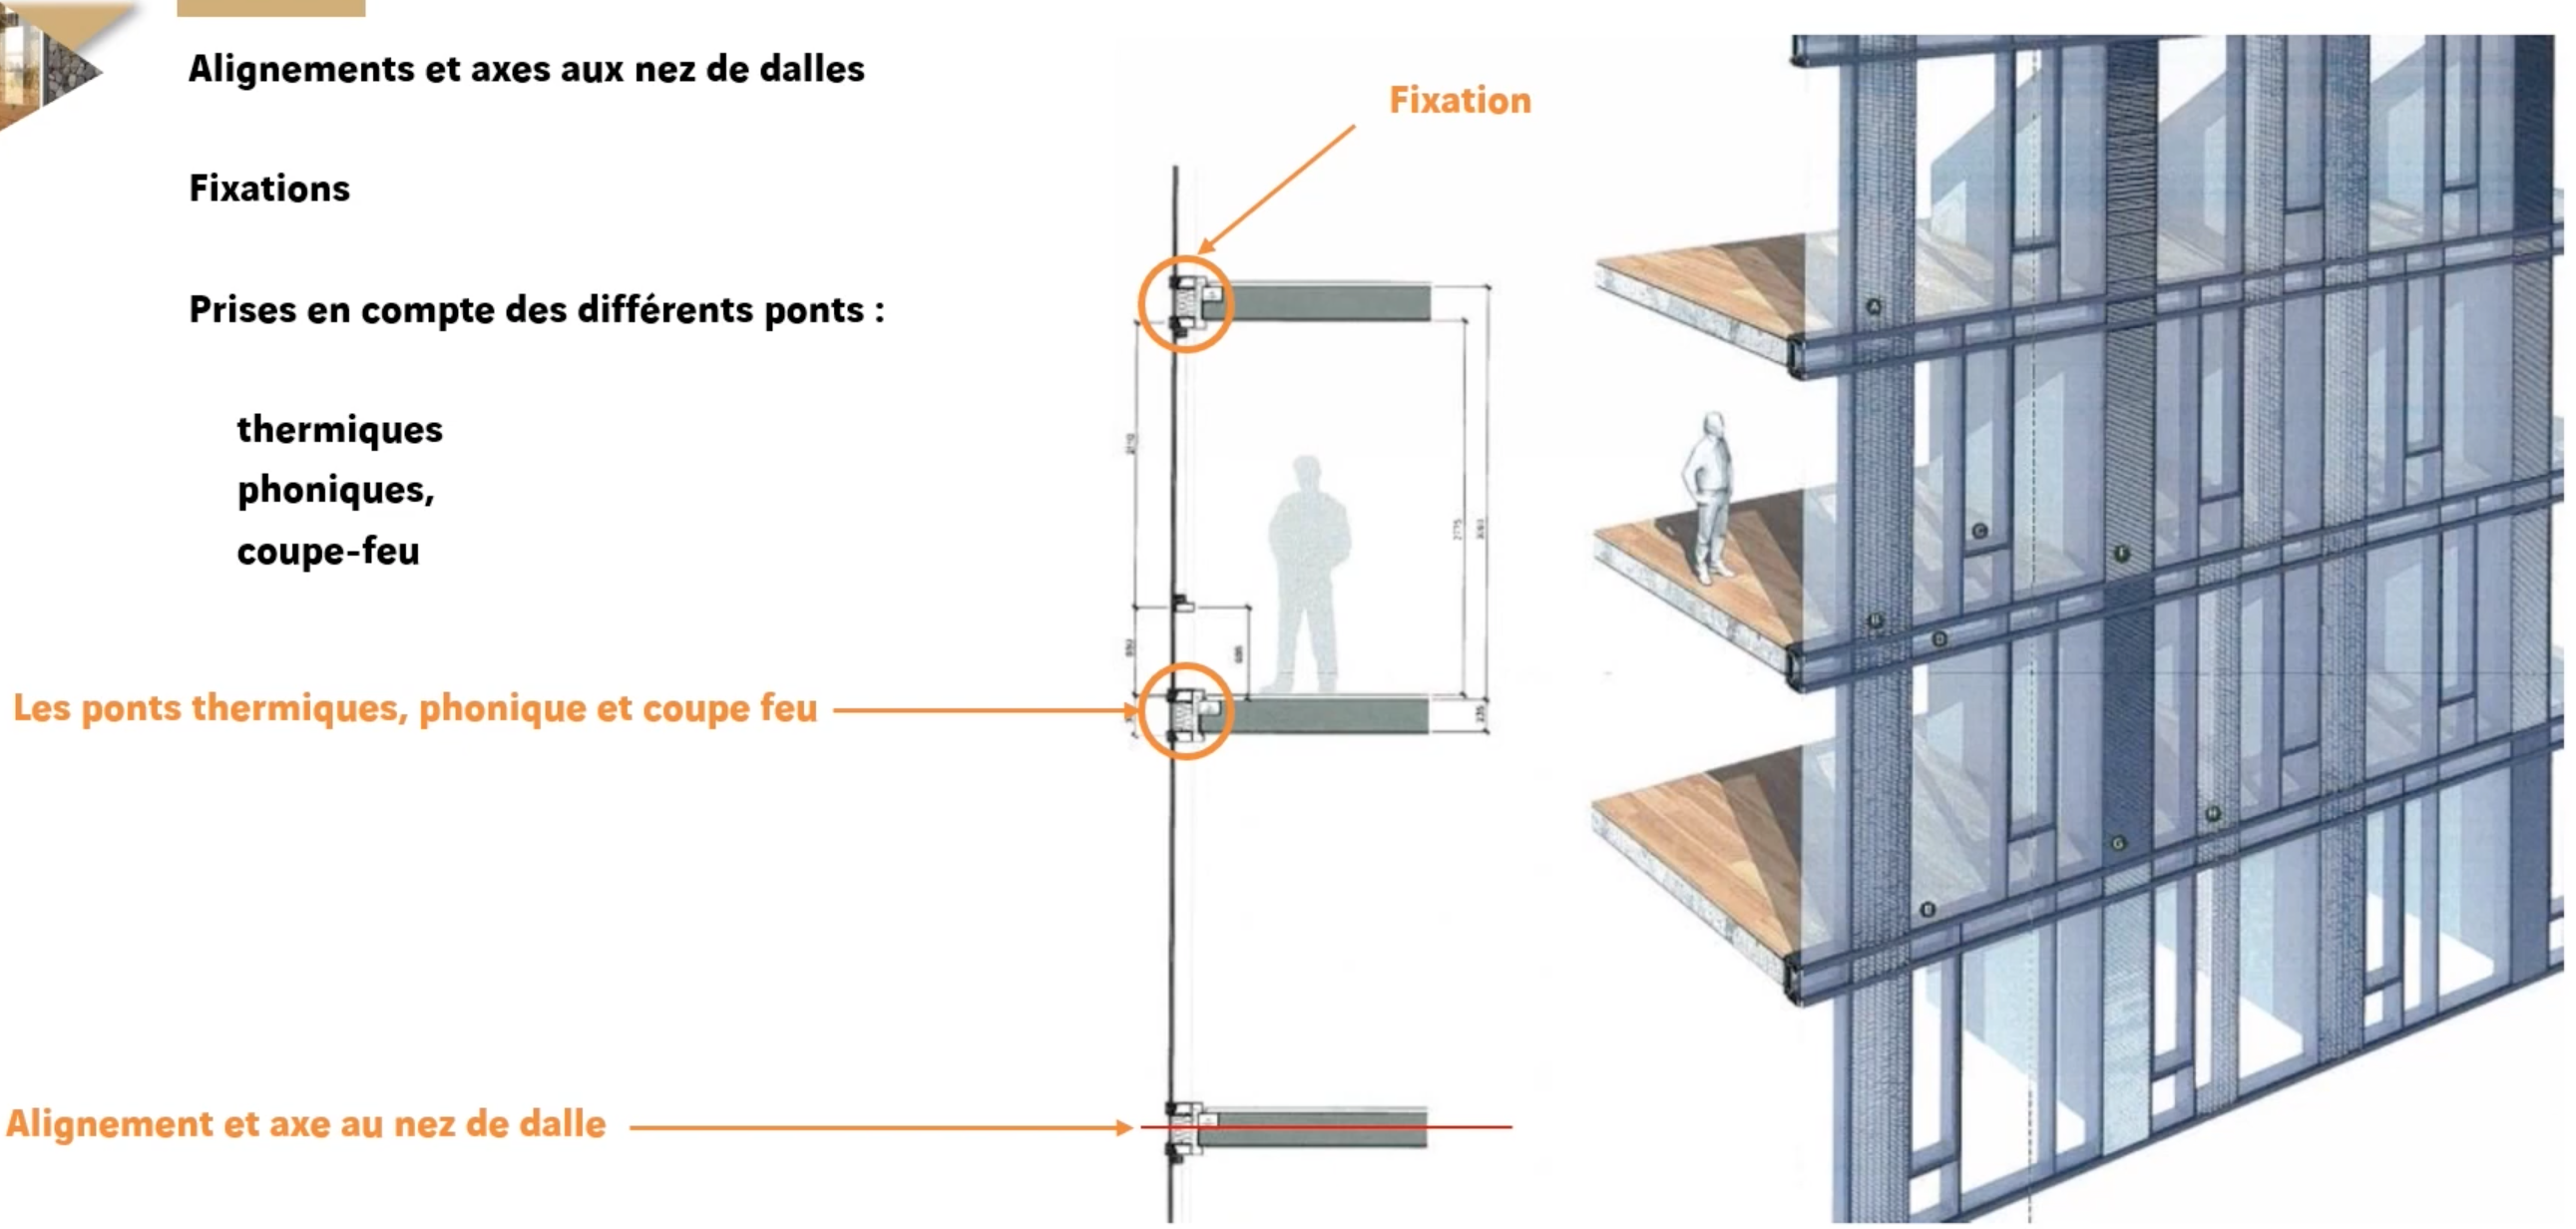 Alignements et axes aux nez de dalles
Fixations
Prises en compte des différents ponts :
thermiques
phoniques,
coupe-feu
Fixation
Les ponts thermiques, phonique et coupe feu
Alignement et axe au nez de dalle
A
C
F
D
G
H